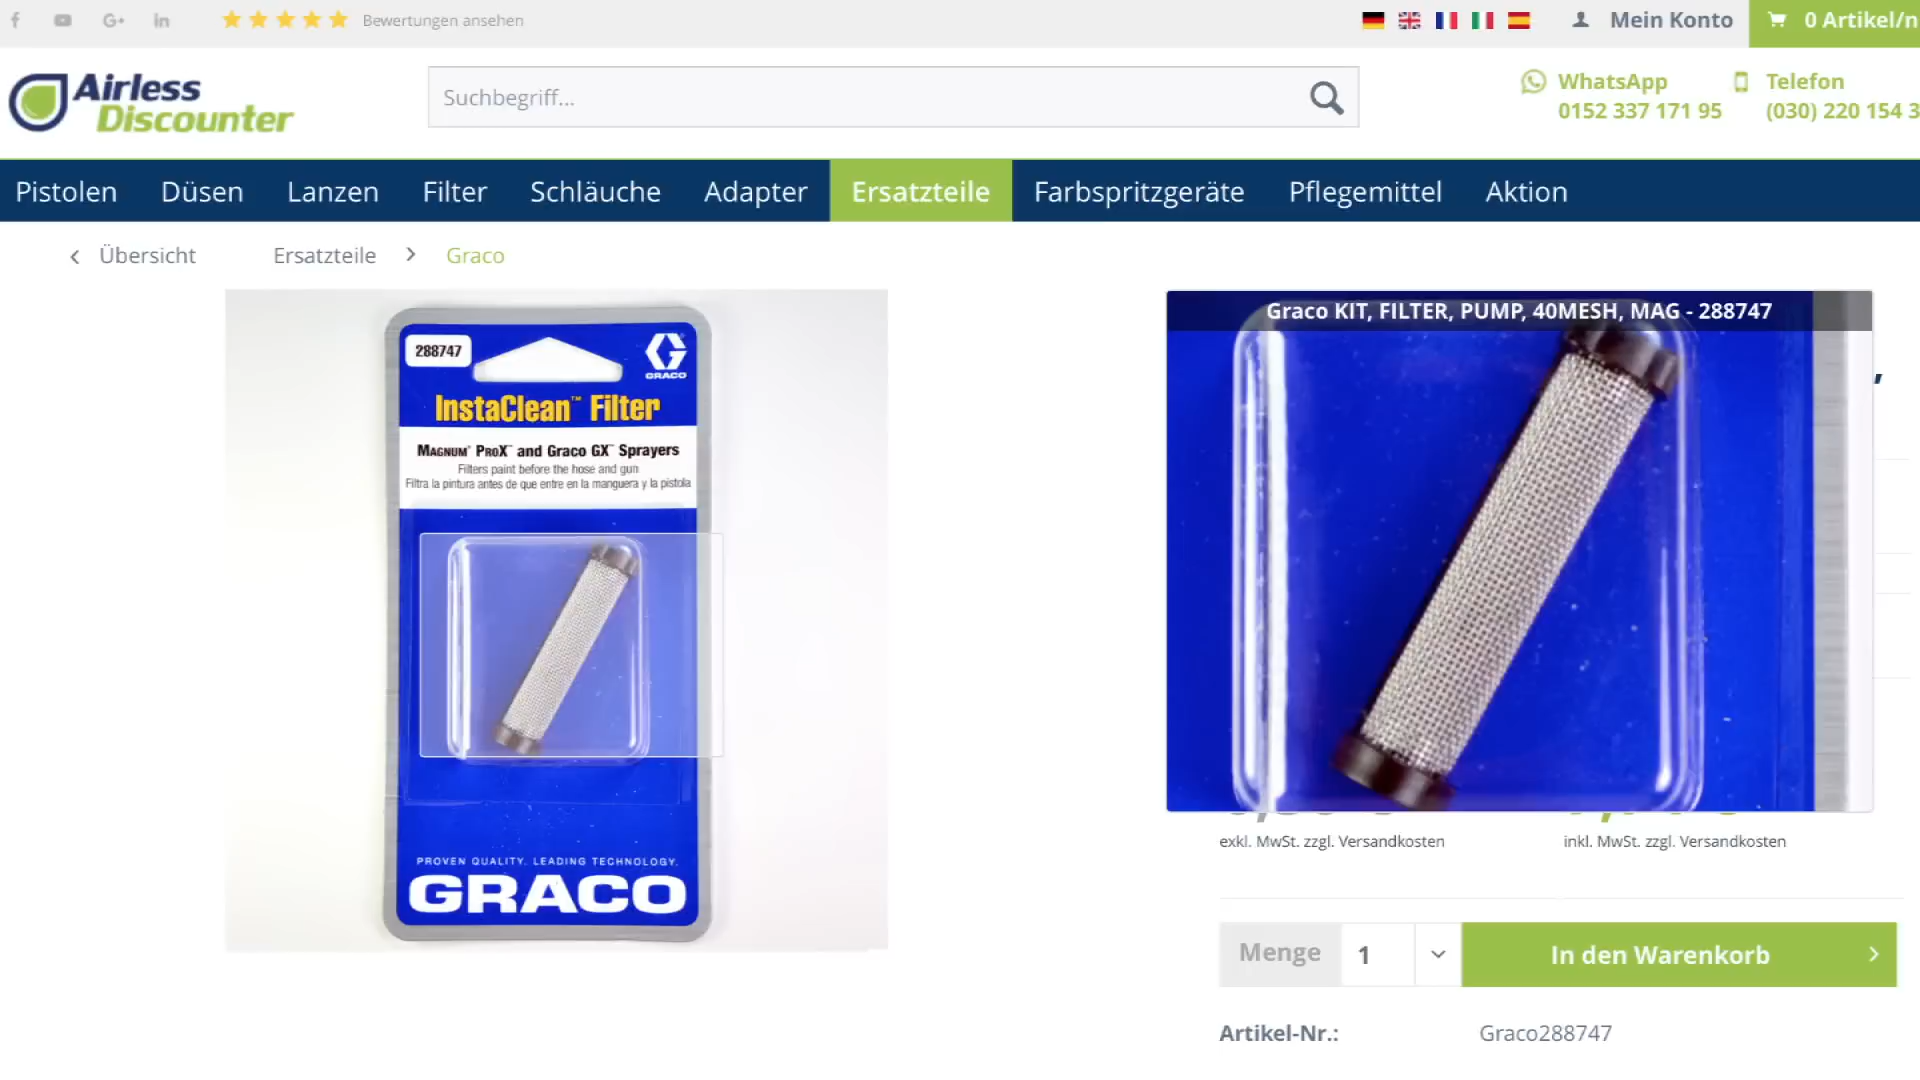 Bewertungen ansehen
Mein Konto
0 Artikel/n
Airless
Discounter
Suchbegriff...
WhatsApp
0152 337 171 95
Telefon
(030) 220 154 3
Pistolen Düsen Lanzen Filter Schläuche Adapter Ersatzteile Farbspritzgeräte Pflegemittel Aktion
Übersicht
Ersatzteile
Graco
288747
GRACO
InstaClean™ Filter
MAGNUM® PROX™ and Graco GX™ Sprayers
Filters paint before the hose and gun
Filtra la pintura antes de que entre en la manguera y la pistola
PROVEN QUALITY. LEADING TECHNOLOGY.
GRACO
Graco KIT, FILTER, PUMP, 40MESH, MAG - 288747
exkl. MwSt. zzgl. Versandkosten
inkl. MwSt. zzgl. Versandkosten
Menge
1
In den Warenkorb
Artikel-Nr.:
Graco288747